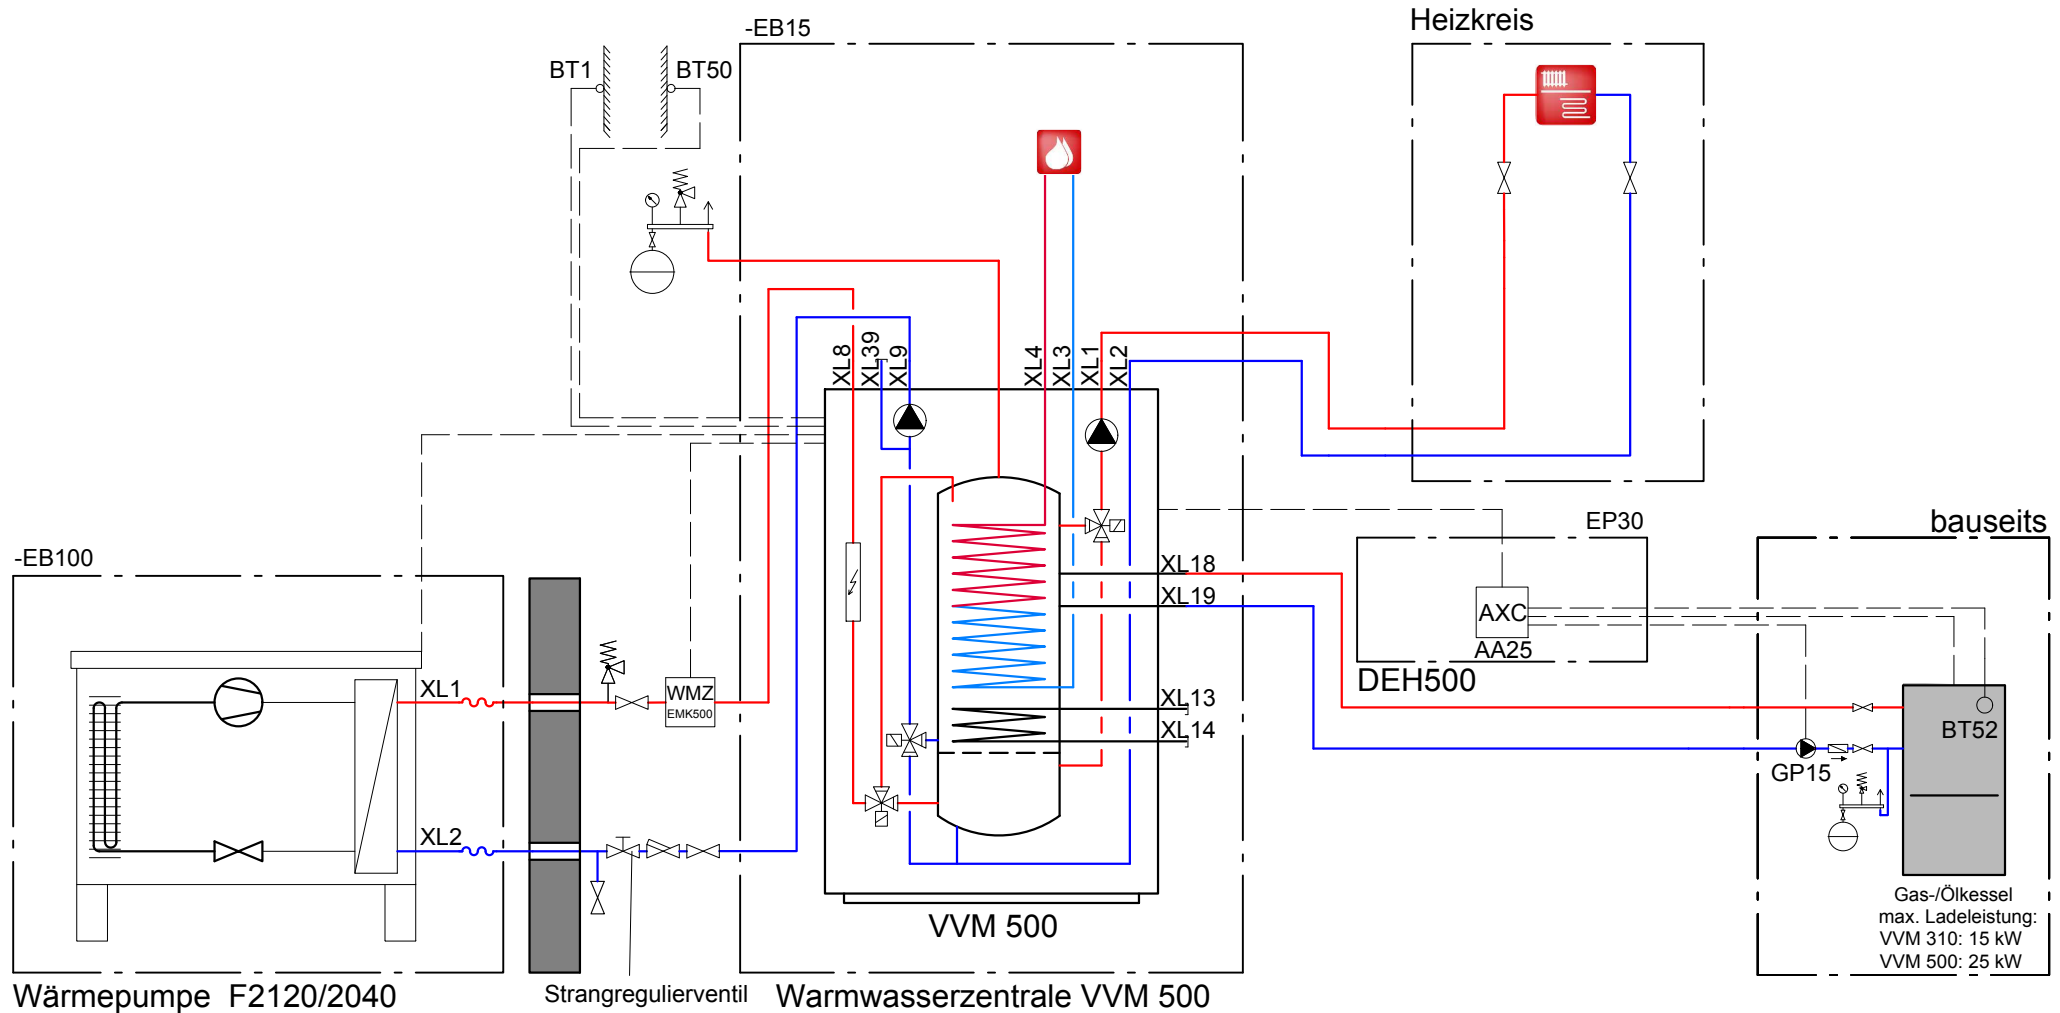 Heizkreis
-EB15
BT1
BT50
XL8
XL39
XL9
XL4
XL3
XL1
XL2
EP30
bauseits
-EB100
XL18
XL19
AXC
AA25
DEH500
XL1
WMZ
EMK500
XL13
XL14
BT52
GP15
XL2
Gas-/Ölkessel
max. Ladeleistung:
VVM 310: 15 kW
VVM 500: 25 kW
VVM 500
Wärmepumpe F2120/2040
Strangregulierventil
Warmwasserzentrale VVM 500